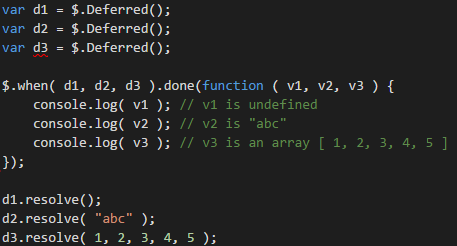 var d1 = $.Deferred();
var d2 = $.Deferred();
var d3 = $.Deferred();

$.when( d1, d2, d3 ).done(function ( v1, v2, v3 ) {
    console.log( v1 ); // v1 is undefined
    console.log( v2 ); // v2 is "abc"
    console.log( v3 ); // v3 is an array [ 1, 2, 3, 4, 5 ]
});

d1.resolve();
d2.resolve( "abc" );
d3.resolve( 1, 2, 3, 4, 5 );